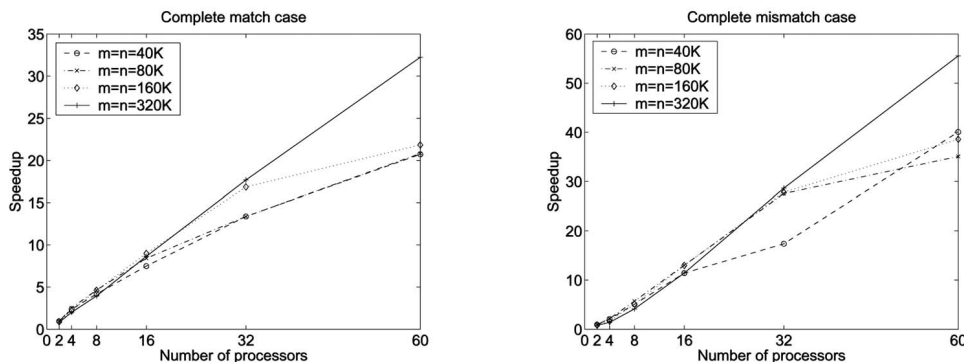 Complete match case
35
30
25
20
15
10
5
0
Speedup
m=n=40K
m=n=80K
m=n=160K
m=n=320K
0 2 4 8 16 32 60
Number of processors
Complete mismatch case
60
50
40
30
20
10
0
Speedup
m=n=40K
m=n=80K
m=n=160K
m=n=320K
0 2 4 8 16 32 60
Number of processors